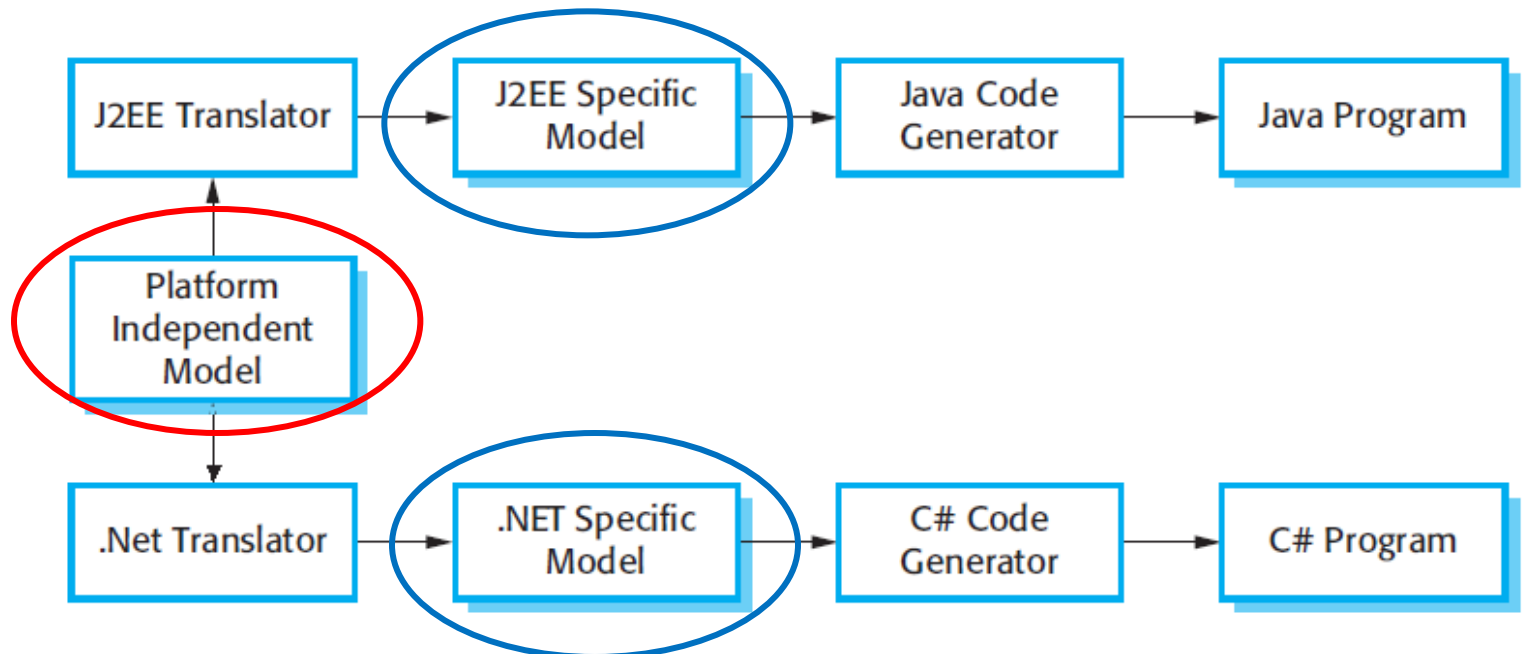 J2EE Translator
J2EE Specific
Model
Java Code
Generator
Java Program
Platform
Independent
Model
.Net Translator
.NET Specific
Model
C# Code
Generator
C# Program